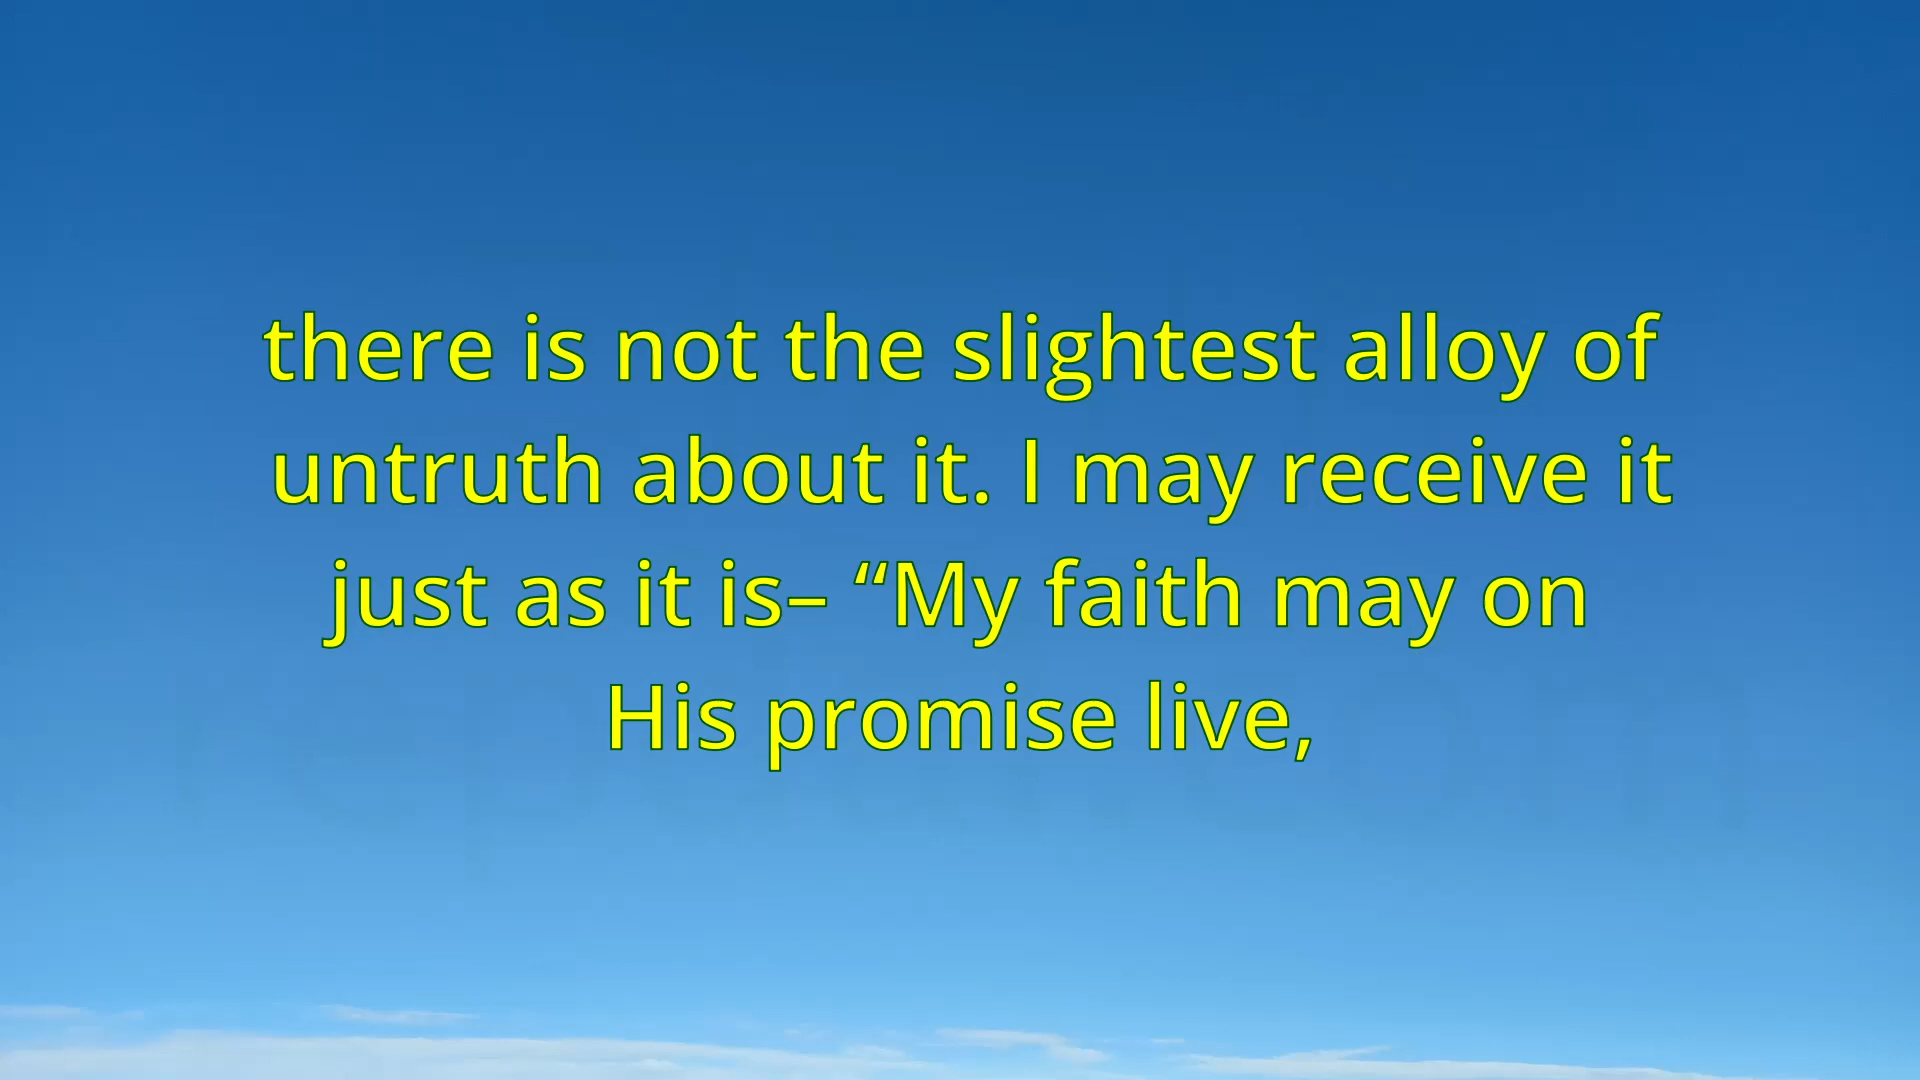 there is not the slightest alloy of
untruth about it. I may receive it
just as it is– “My faith may on
His promise live,